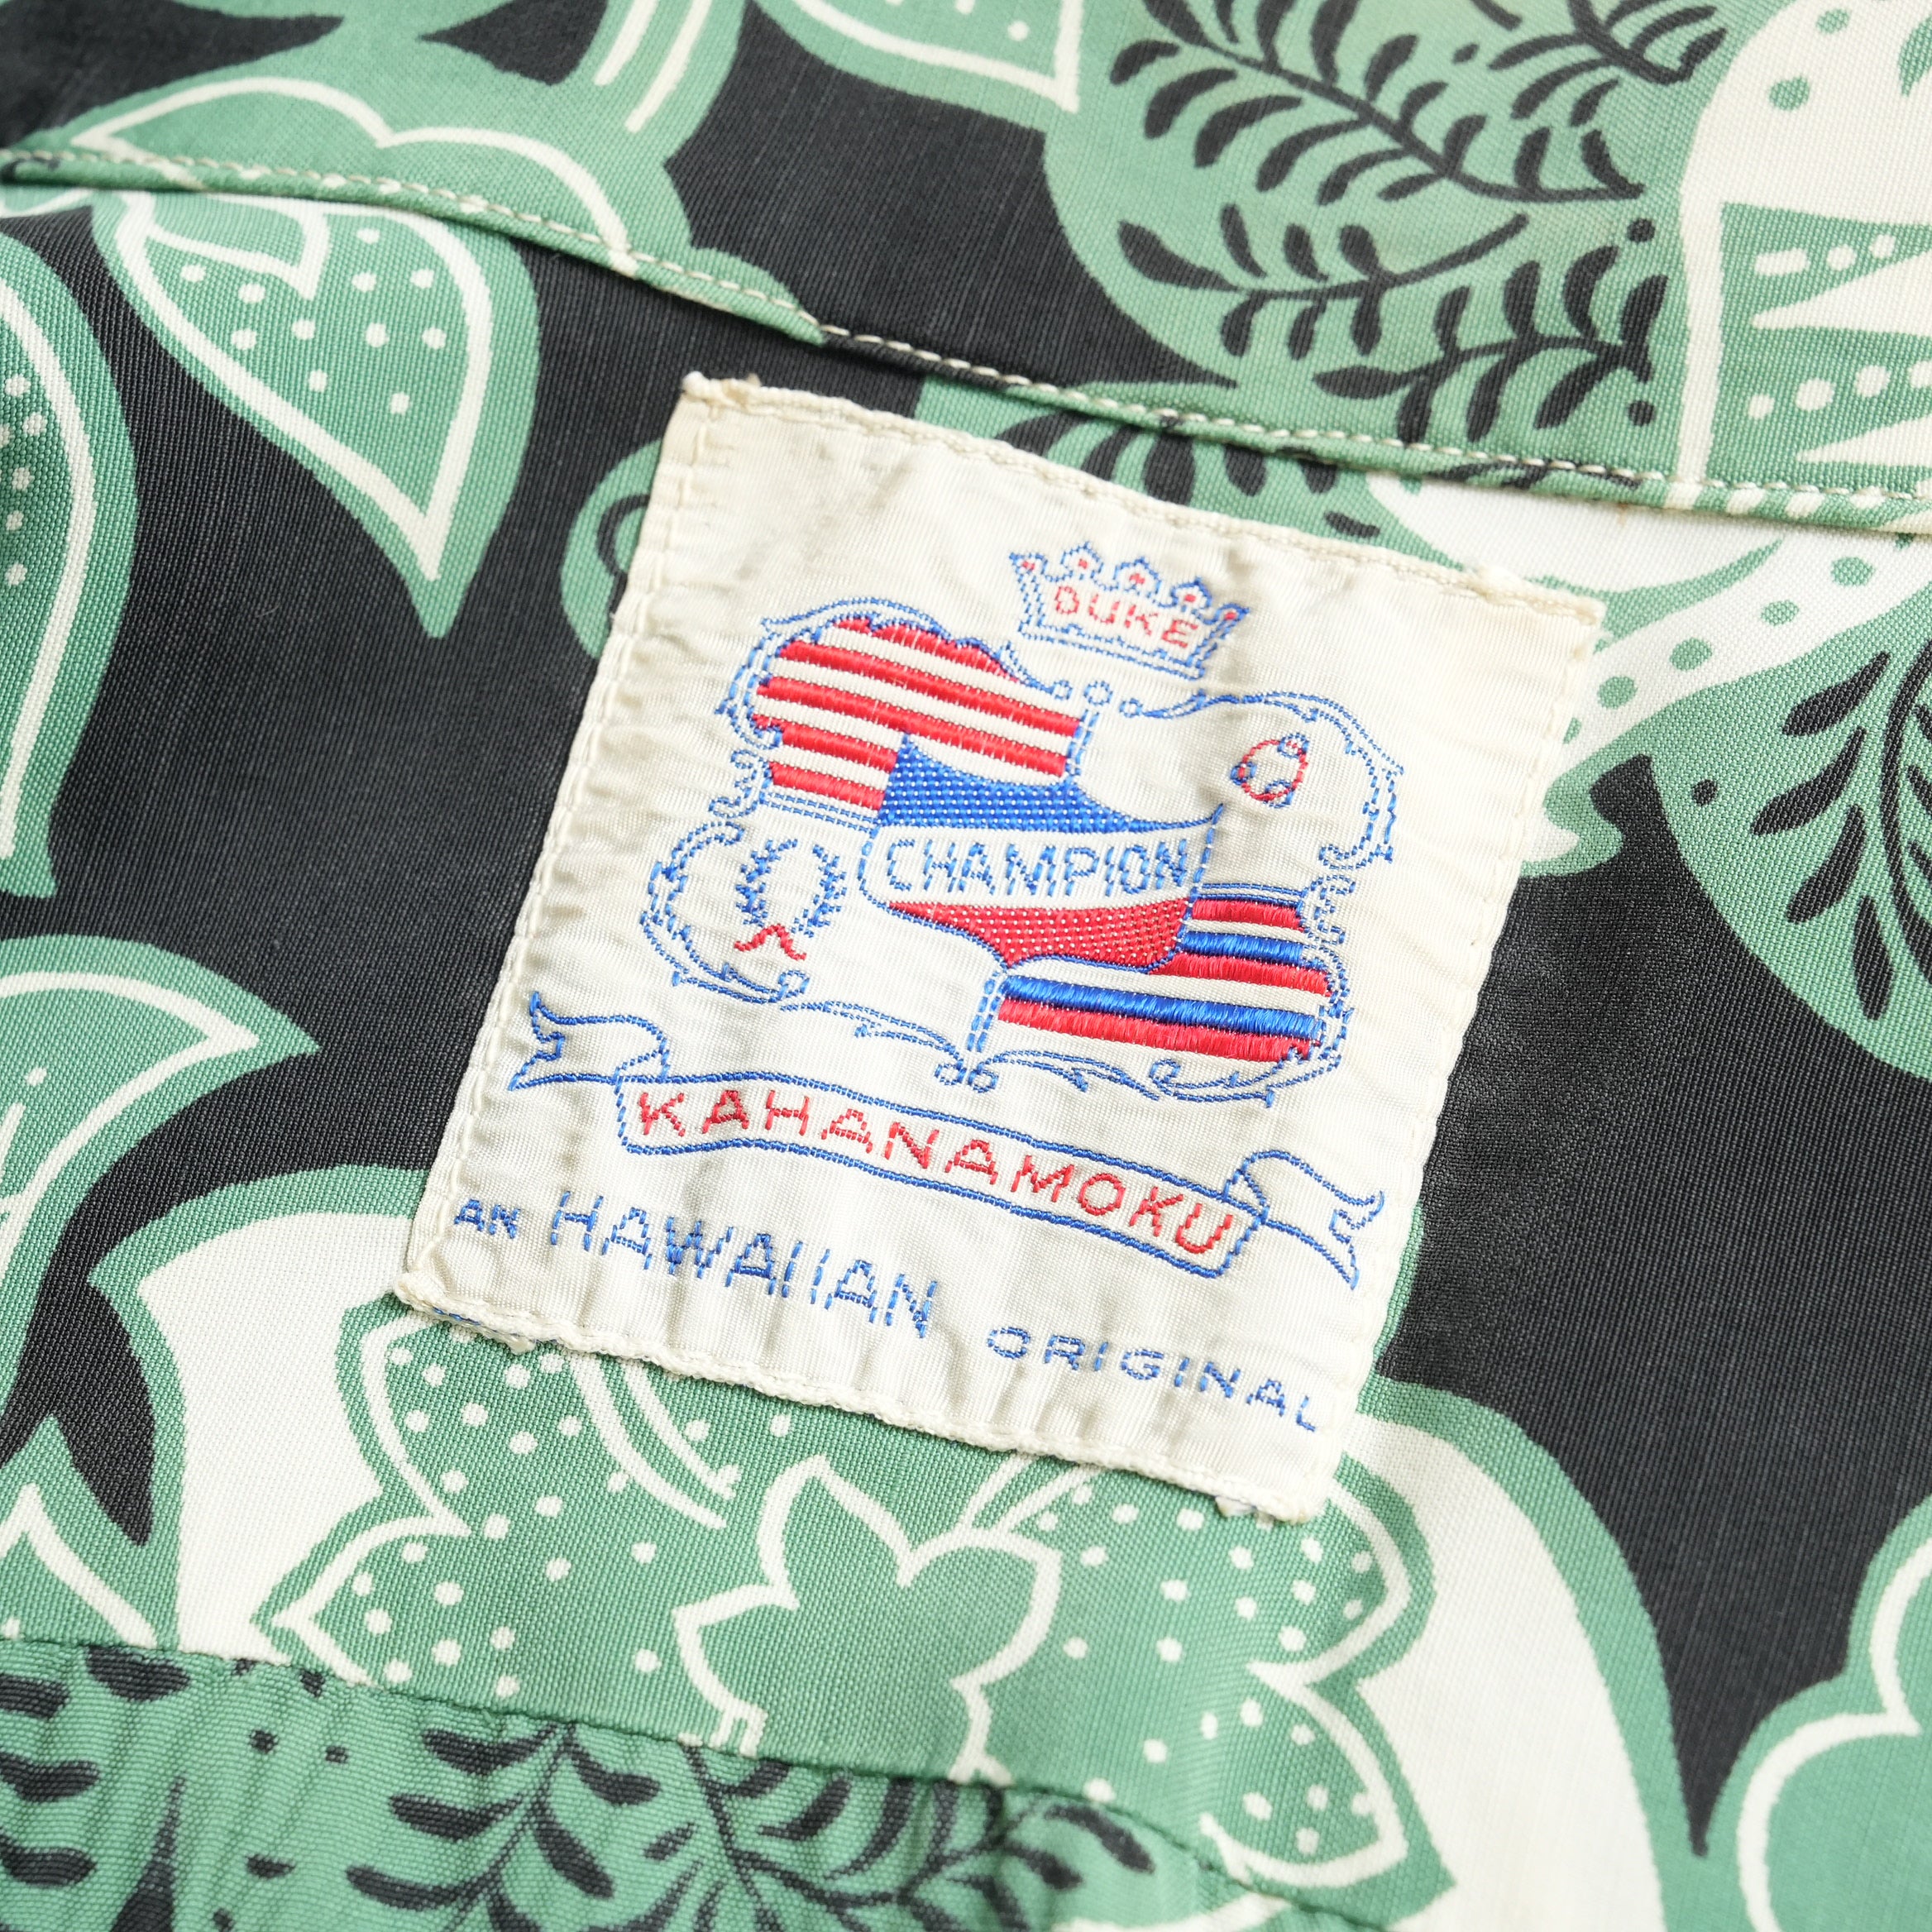 DUKE
CHAMPION
KAHANAMOKU
AN HAWAIIAN ORIGINAL